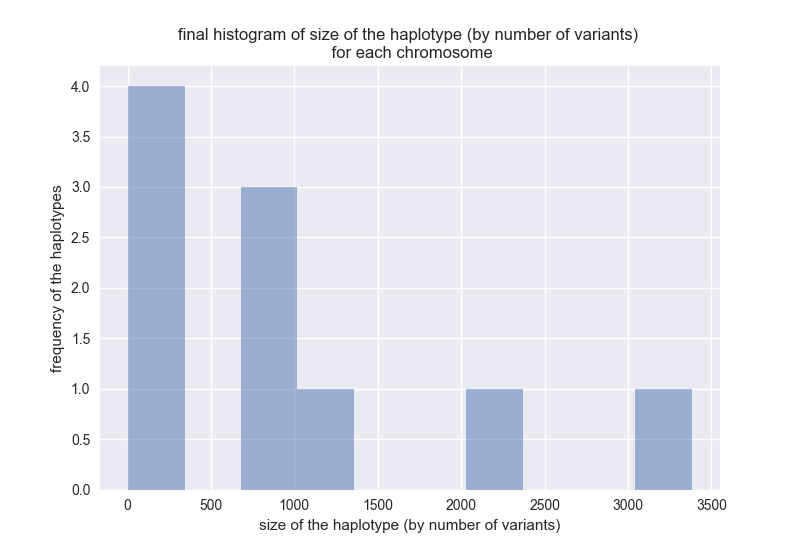 final histogram of size of the haplotype (by number of variants)
for each chromosome
4.0
3.5
3.0
2.5
2.0
1.5
1.0
0.5
0.0
frequency of the haplotypes
0 500 1000 1500 2000 2500 3000 3500
size of the haplotype (by number of variants)